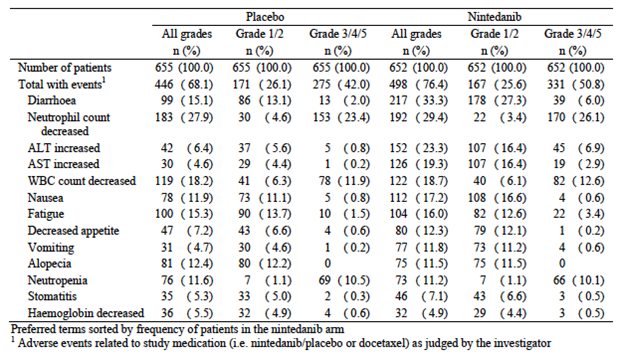 Placebo Nintedanib
All grades Grade 1/2 Grade 3/4/5 All grades Grade 1/2 Grade 3/4/5
n (%) n (%) n (%) n (%) n (%) n (%)
Number of patients 655 (100.0) 655 (100.0) 655 (100.0) 652 (100.0) 652 (100.0) 652 (100.0)
Total with events1 446 ( 68.1) 171 ( 26.1) 275 ( 42.0) 498 ( 76.4) 167 ( 25.6) 331 ( 50.8)
Diarrhoea 99 ( 15.1) 86 ( 13.1) 13 ( 2.0) 217 ( 33.3) 178 ( 27.3) 39 ( 6.0)
Neutrophil count 183 ( 27.9) 30 ( 4.6) 153 ( 23.4) 192 ( 29.4) 22 ( 3.4) 170 ( 26.1)
decreased
ALT increased 42 ( 6.4) 37 ( 5.6) 5 ( 0.8) 152 ( 23.3) 107 ( 16.4) 45 ( 6.9)
AST increased 30 ( 4.6) 29 ( 4.4) 1 ( 0.2) 126 ( 19.3) 107 ( 16.4) 19 ( 2.9)
WBC count decreased 119 ( 18.2) 41 ( 6.3) 78 ( 11.9) 122 ( 18.7) 40 ( 6.1) 82 ( 12.6)
Nausea 78 ( 11.9) 73 ( 11.1) 5 ( 0.8) 112 ( 17.2) 108 ( 16.6) 4 ( 0.6)
Fatigue 100 ( 15.3) 90 ( 13.7) 10 ( 1.5) 104 ( 16.0) 82 ( 12.6) 22 ( 3.4)
Decreased appetite 47 ( 7.2) 43 ( 6.6) 4 ( 0.6) 80 ( 12.3) 79 ( 12.1) 1 ( 0.2)
Vomiting 31 ( 4.7) 30 ( 4.6) 1 ( 0.2) 77 ( 11.8) 73 ( 11.2) 4 ( 0.6)
Alopecia 81 ( 12.4) 80 ( 12.2) 0 75 ( 11.5) 75 ( 11.5) 0
Neutropenia 76 ( 11.6) 7 ( 1.1) 69 ( 10.5) 73 ( 11.2) 7 ( 1.1) 66 ( 10.1)
Stomatitis 35 ( 5.3) 33 ( 5.0) 2 ( 0.3) 46 ( 7.1) 43 ( 6.6) 3 ( 0.5)
Haemoglobin decreased 36 ( 5.5) 32 ( 4.9) 4 ( 0.6) 32 ( 4.9) 29 ( 4.4) 3 ( 0.5)
Preferred terms sorted by frequency of patients in the nintedanib arm
1 Adverse events related to study medication (i.e. nintedanib/placebo or docetaxel) as judged by the investigator